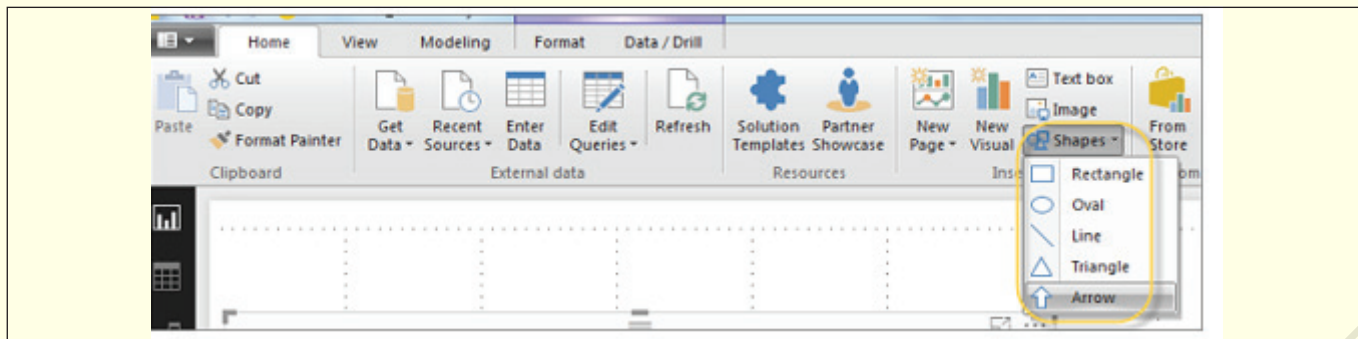 Home View Modeling Format Data / Drill
Cut
Copy
Format Painter
Paste
Get Data
Recent Sources
Enter Data
Edit Queries
Refresh
Solution Templates
Partner Showcase
New Page
New Visual
Text box
Image
Shapes
From Store
Clipboard External data Resources
Rectangle
Oval
Line
Triangle
Arrow